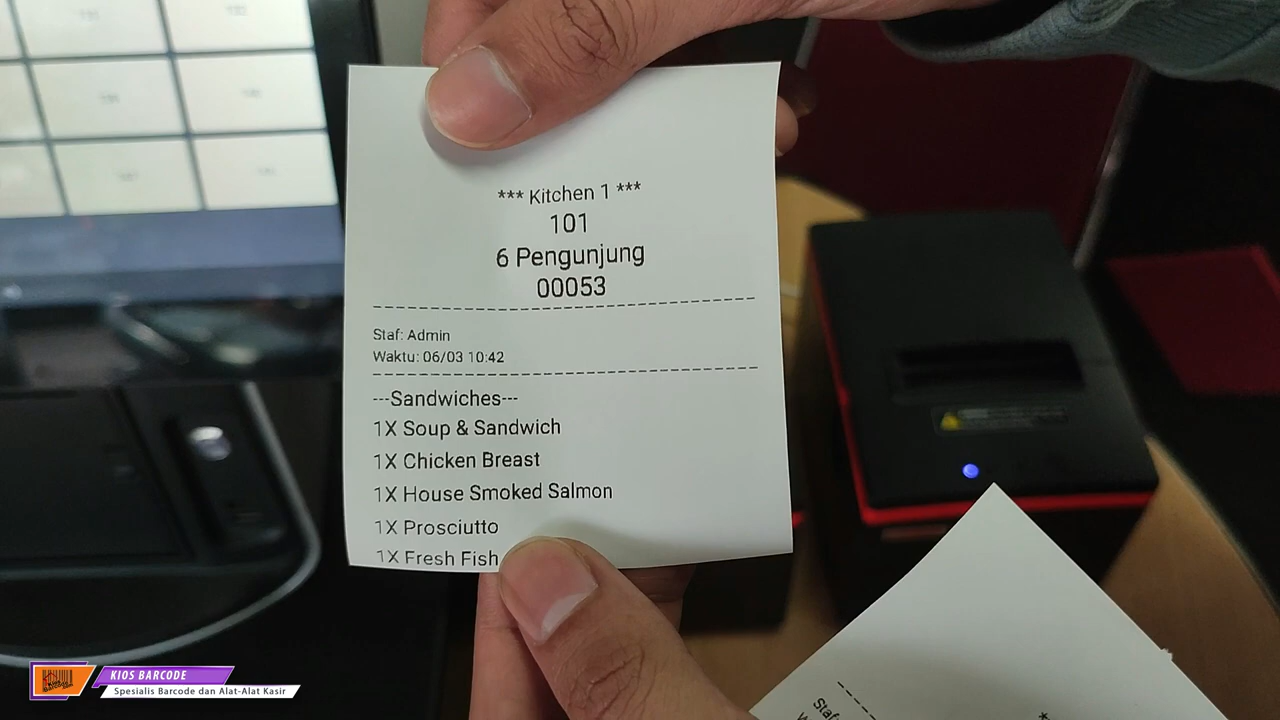 *** Kitchen 1 ***
101
6 Pengunjung
00053
Staf: Admin
Waktu: 06/03 10:42
---Sandwiches---
1X Soup & Sandwich
1X Chicken Breast
1X House Smoked Salmon
1X Prosciutto
1X Fresh Fish
Staf
KIOS BARCODE
Spesialis Barcode dan Alat-Alat Kasir